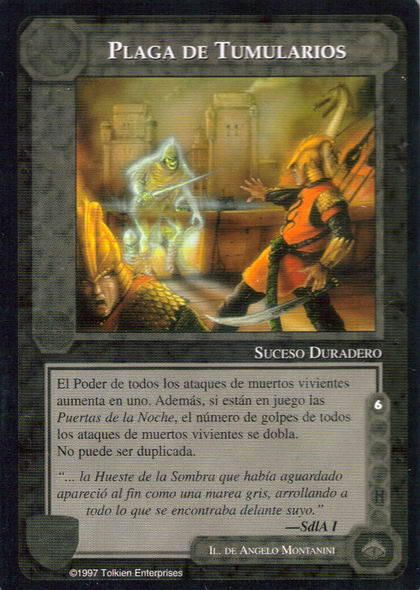 PLAGA DE TUMULARIOS
SUCESO DURADERO
El Poder de todos los ataques de muertos vivientes
aumenta en uno. Además, si están en juego las
Puertas de la Noche, el número de golpes de todos
los ataques de muertos vivientes se dobla.
No puede ser duplicada.
6
“... la Hueste de la Sombra que había aguardado
apareció al fin como una marea gris, arrollando a
todo lo que se encontraba delante suyo.”
—SdlA I
H
IL. DE ANGELO MONTANINI
©1997 Tolkien Enterprises